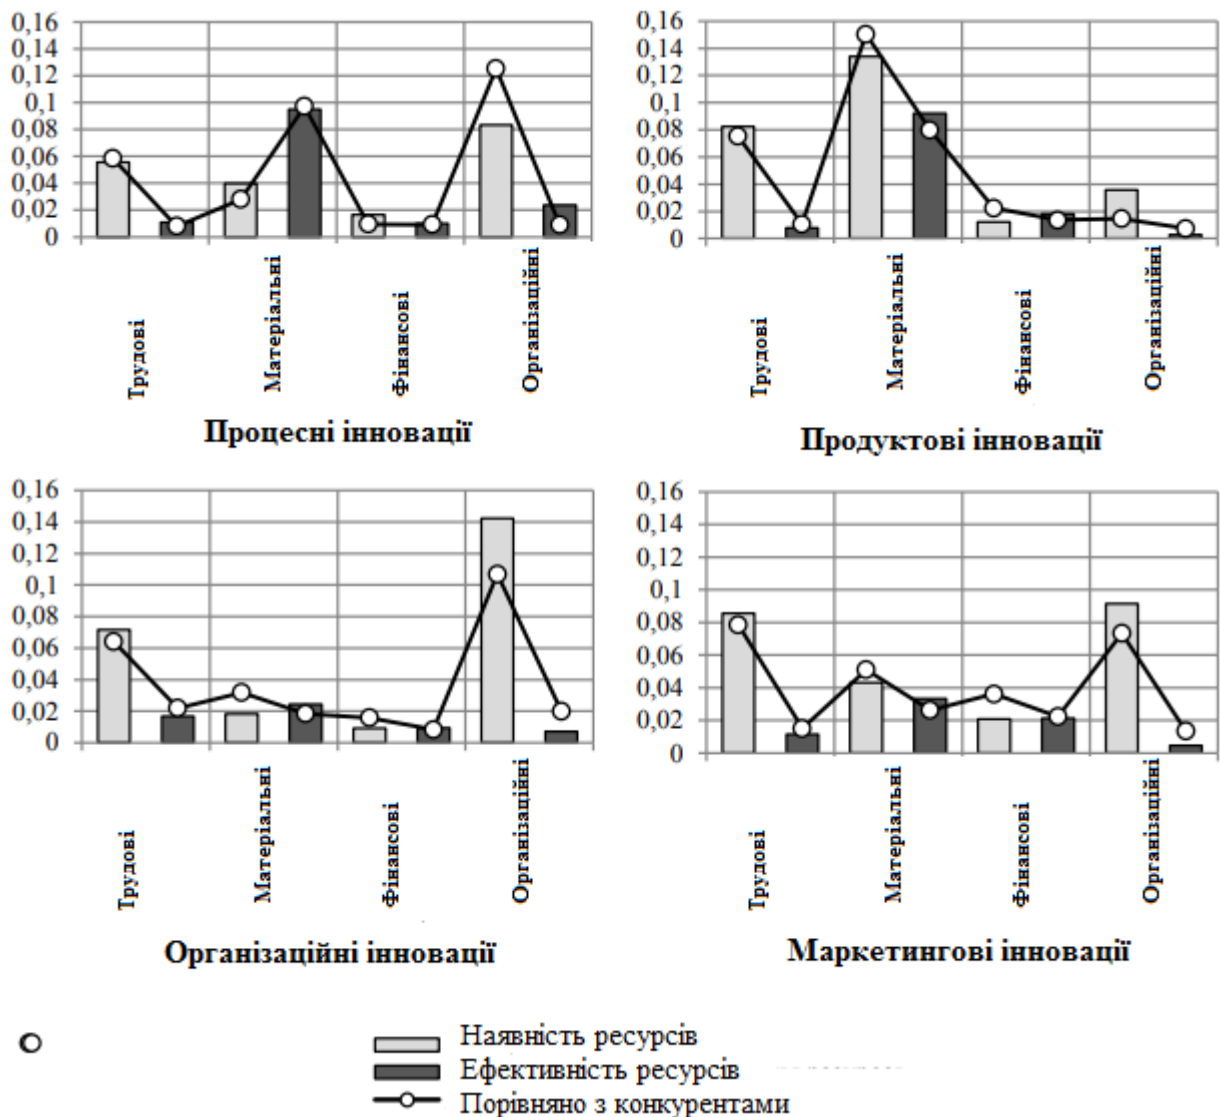 0,16
0,14
0,12
0,1
0,08
0,06
0,04
0,02
0
Трудові
Матеріальні
Фінансові
Організаційні
Процесні інновації
0,16
0,14
0,12
0,1
0,08
0,06
0,04
0,02
0
Трудові
Матеріальні
Фінансові
Організаційні
Продуктові інновації
0,16
0,14
0,12
0,1
0,08
0,06
0,04
0,02
0
Трудові
Матеріальні
Фінансові
Організаційні
Організаційні інновації
0,16
0,14
0,12
0,1
0,08
0,06
0,04
0,02
0
Трудові
Матеріальні
Фінансові
Організаційні
Маркетингові інновації
Наявність ресурсів
Ефективність ресурсів
Порівняно з конкурентами